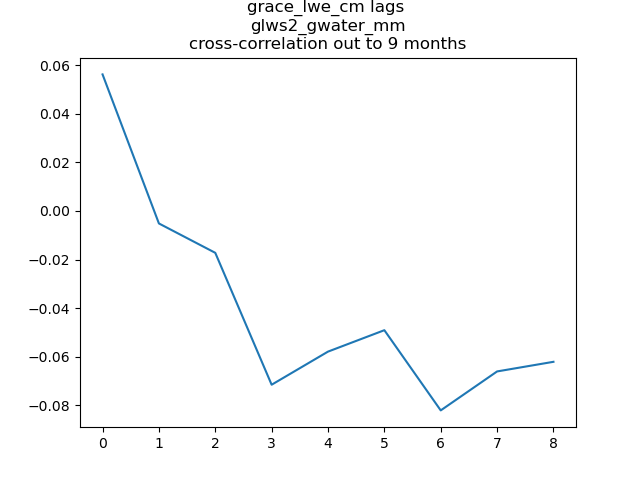 grace_lwe_cm lags
glws2_gwater_mm
cross-correlation out to 9 months
0.06
0.04
0.02
0.00
−0.02
−0.04
−0.06
−0.08
0 1 2 3 4 5 6 7 8